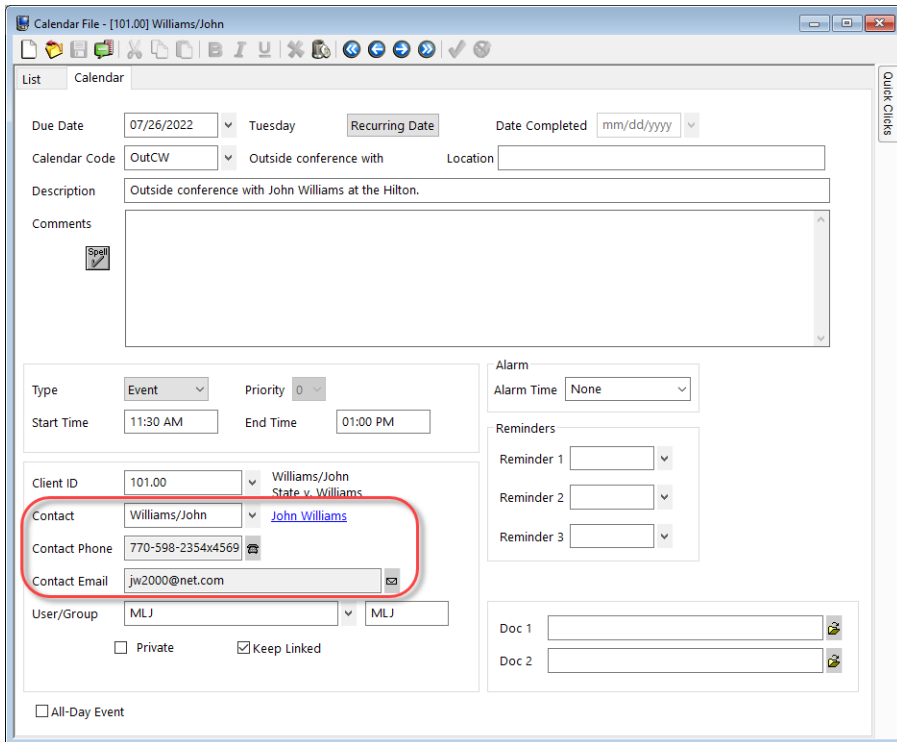 Calendar File - [101.00] Williams/John
B I U
List Calendar
Quick Clicks
Due Date 07/26/2022 Tuesday Recurring Date Date Completed mm/dd/yyyy
Calendar Code OutCW Outside conference with Location
Description Outside conference with John Williams at the Hilton.
Comments
Spell
Type Event Priority 0
Start Time 11:30 AM End Time 01:00 PM
Alarm
Alarm Time None
Reminders
Reminder 1
Reminder 2
Reminder 3
Client ID 101.00 Williams/John
State v. Williams
Contact Williams/John John Williams
Contact Phone 770-598-2354x4569
Contact Email jw2000@net.com
User/Group MLJ MLJ
Private Keep Linked
Doc 1
Doc 2
All-Day Event